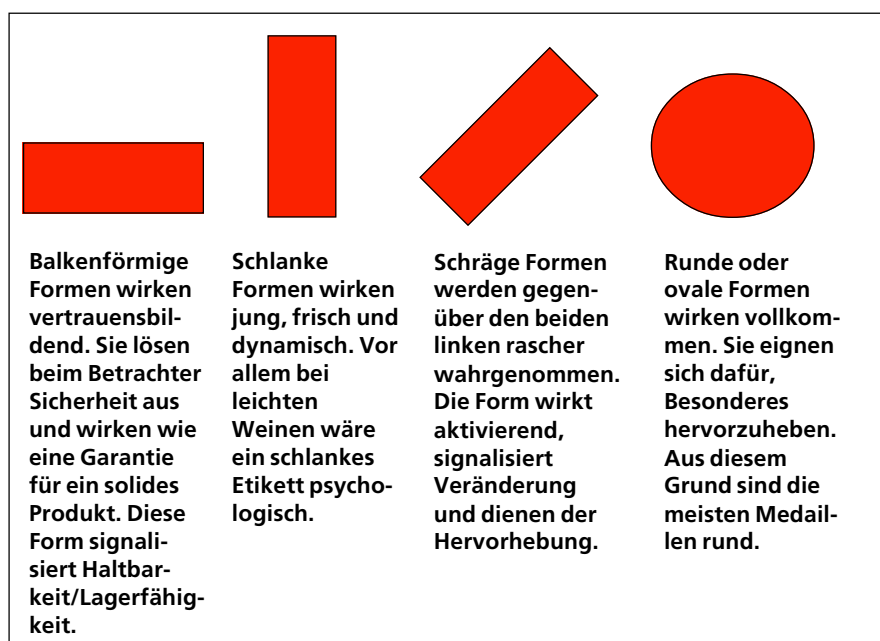 Balkenförmige
Formen wirken
vertrauensbil-
dend. Sie lösen
beim Betrachter
Sicherheit aus
und wirken wie
eine Garantie
für ein solides
Produkt. Diese
Form signali-
siert Haltbar-
keit/Lagerfähig-
keit.
Schlanke
Formen wirken
jung, frisch und
dynamisch. Vor
allem bei
leichten
Weinen wäre
ein schlankes
Etikett psycho-
logisch.
Schräge Formen
werden gegen-
über den beiden
linken rascher
wahrgenommen.
Die Form wirkt
aktivierend,
signalisiert
Veränderung
und dienen der
Hervorhebung.
Runde oder
ovale Formen
wirken vollkom-
men. Sie eignen
sich dafür,
Besonderes
hervorzuheben.
Aus diesem
Grund sind die
meisten Medail-
len rund.